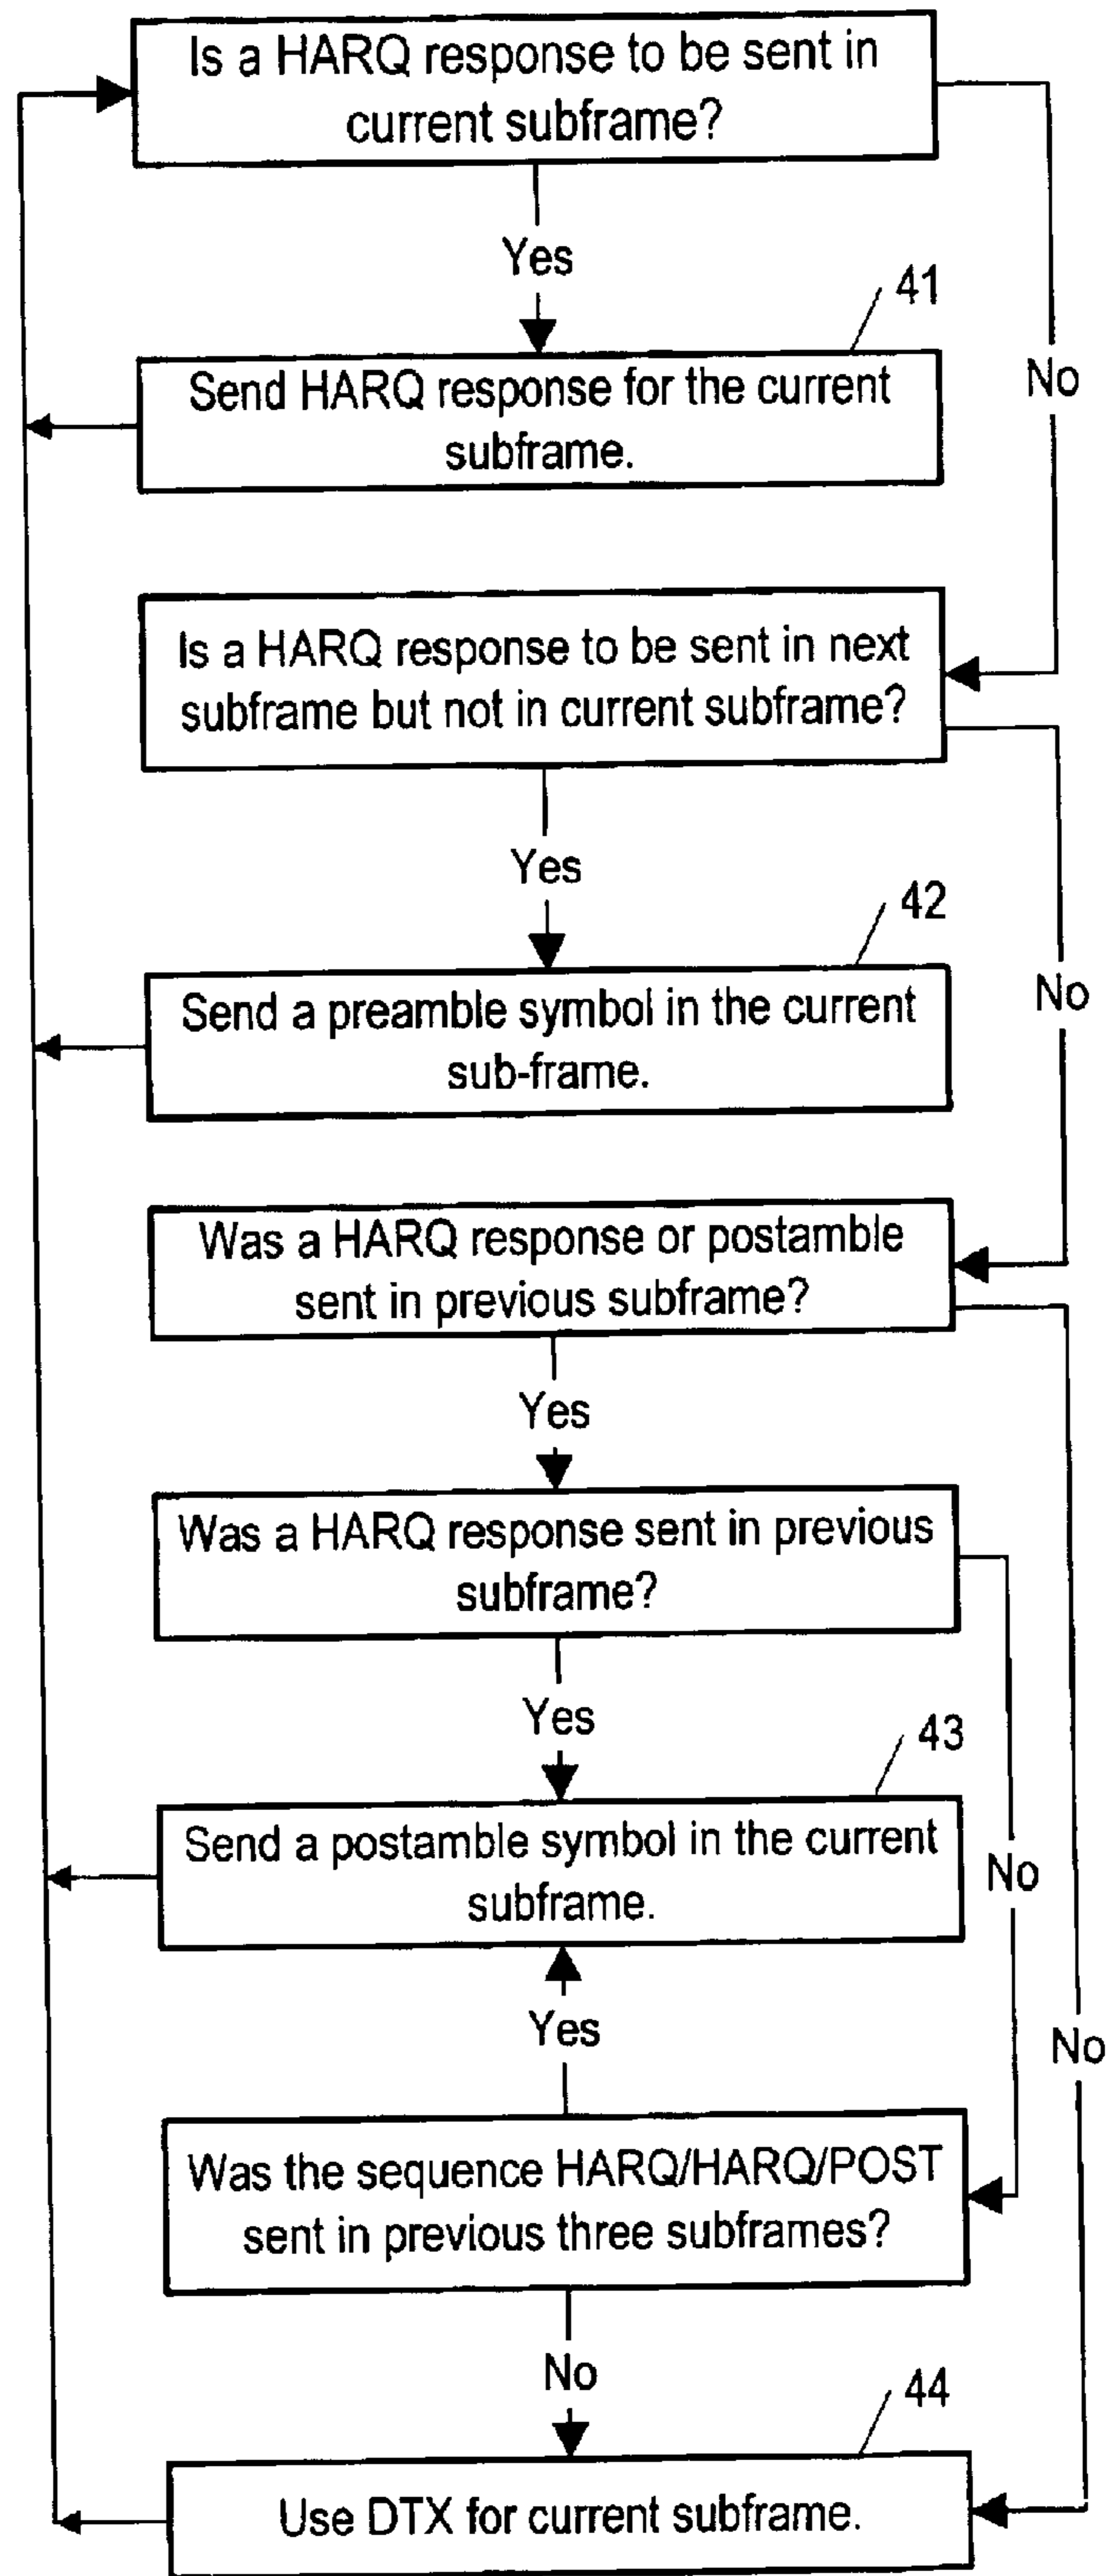 Is a HARQ response to be sent in
current subframe?
Yes
41
Send HARQ response for the current
subframe.
No
Is a HARQ response to be sent in next
subframe but not in current subframe?
Yes
42
No
Send a preamble symbol in the current
sub-frame.
Was a HARQ response or postamble
sent in previous subframe?
Yes
Was a HARQ response sent in previous
subframe?
Yes
43
Send a postamble symbol in the current
subframe.
No
Yes
No
Was the sequence HARQ/HARQ/POST
sent in previous three subframes?
No
44
Use DTX for current subframe.